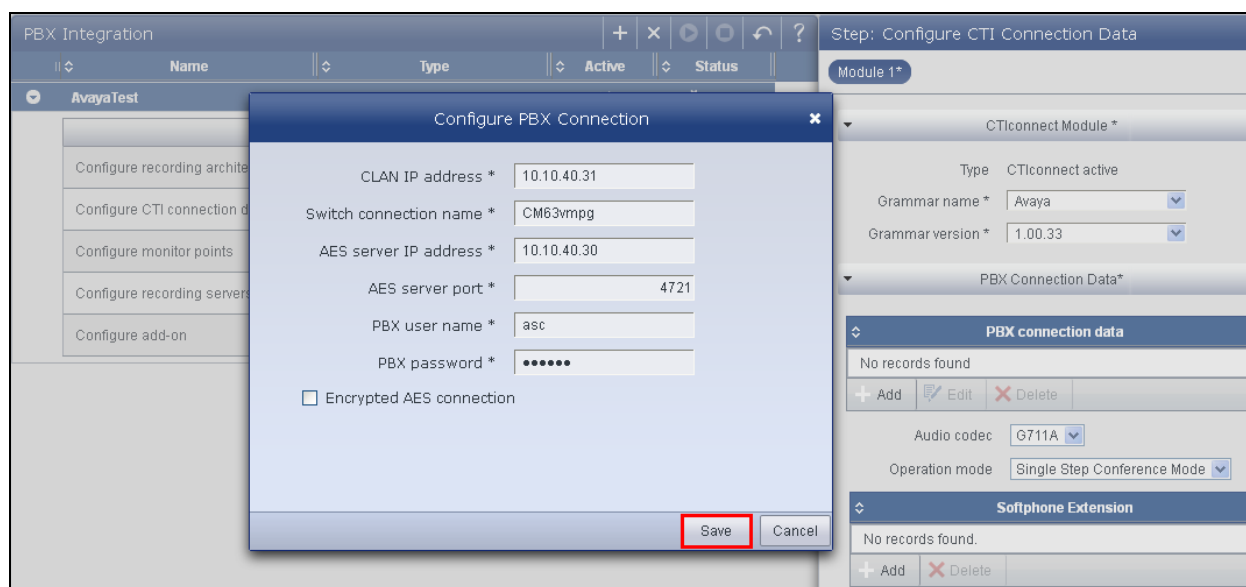 PBX Integration
Name Type Active Status
AvayaTest
Configure recording archite
Configure CTI connection d
Configure monitor points
Configure recording servers
Configure add-on
Configure PBX Connection
CLAN IP address * 10.10.40.31
Switch connection name * CM63vmpg
AES server IP address * 10.10.40.30
AES server port * 4721
PBX user name * asc
PBX password * ••••••
Encrypted AES connection
Save Cancel
Step: Configure CTI Connection Data
Module 1*
CTIconnect Module *
Type CTIconnect active
Grammar name * Avaya
Grammar version * 1.00.33
PBX Connection Data*
PBX connection data
No records found
Add Edit Delete
Audio codec G711A
Operation mode Single Step Conference Mode
Softphone Extension
No records found.
Add Delete